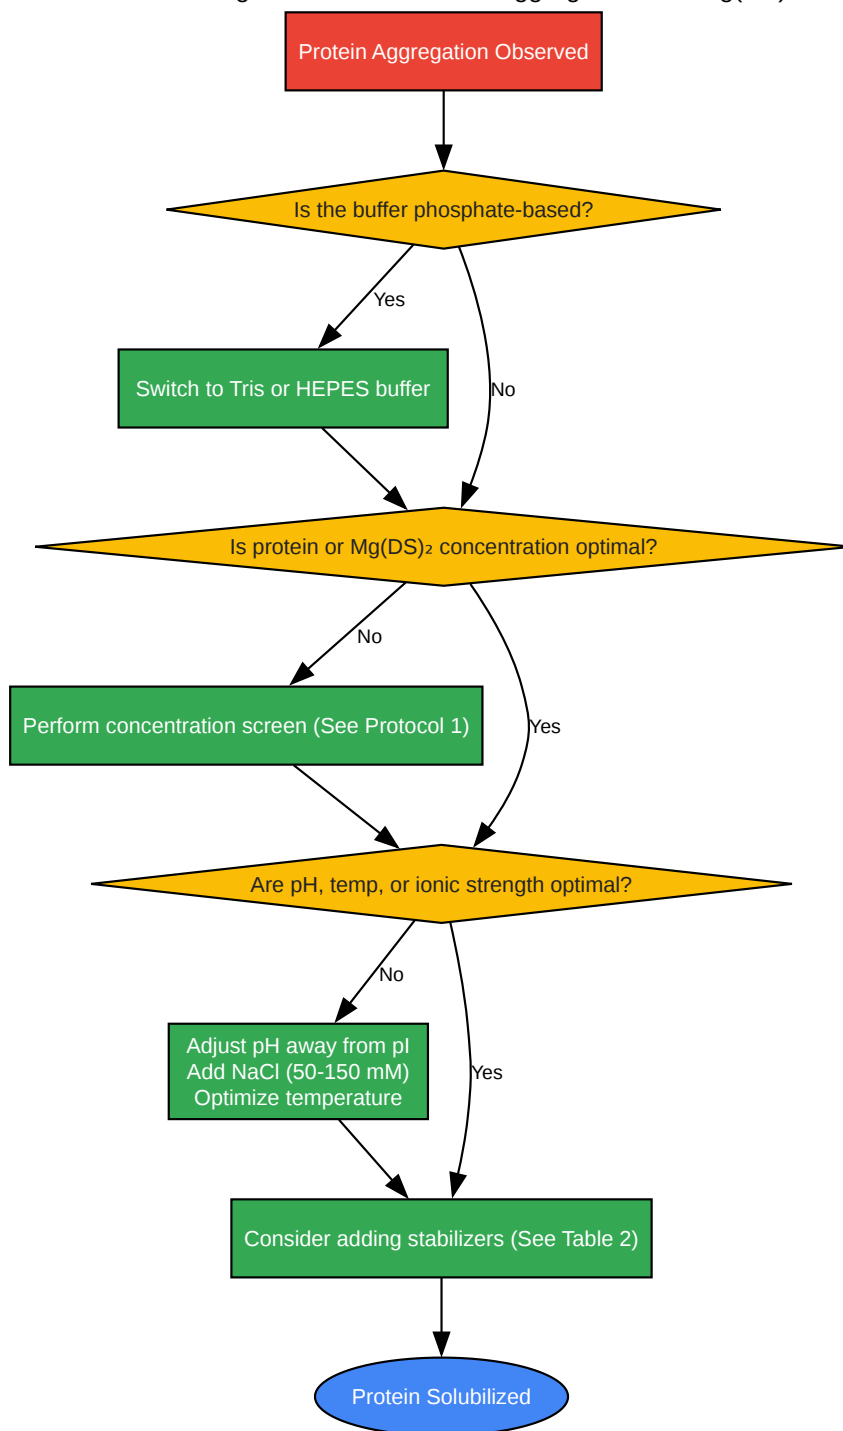 Protein Aggregation Observed
Is the buffer phosphate-based?
Yes
Switch to Tris or HEPES buffer
No
Is protein or Mg(DS)₂ concentration optimal?
No
Perform concentration screen (See Protocol 1)
Yes
Are pH, temp, or ionic strength optimal?
No
Adjust pH away from pI
Add NaCl (50-150 mM)
Optimize temperature
Yes
Consider adding stabilizers (See Table 2)
Protein Solubilized